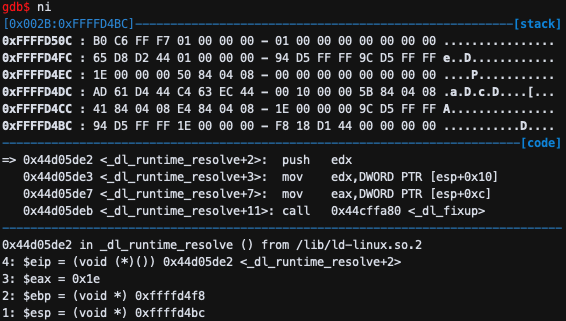 gdb$ ni
[0x002B:0xFFFFD4BC]------------------------------------------------------[stack]
0xFFFFD50C : B0 C6 FF F7 01 00 00 00 - 01 00 00 00 00 00 00 00 ................
0xFFFFD4FC : 65 D8 D2 44 01 00 00 00 - 94 D5 FF FF 9C D5 FF FF e..D............
0xFFFFD4EC : 1E 00 00 00 50 84 04 08 - 00 00 00 00 00 00 00 00 ....P...........
0xFFFFD4DC : AD 61 D4 44 C4 63 EC 44 - 00 10 00 00 5B 84 04 08 .a.D.c.D....[...
0xFFFFD4CC : 41 84 04 08 E4 84 04 08 - 1E 00 00 00 9C D5 FF FF A...............
0xFFFFD4BC : 94 D5 FF FF 1E 00 00 00 - F8 18 D1 44 00 00 00 00 ...........D....
[code]
=> 0x44d05de2 <_dl_runtime_resolve+2>: push edx
0x44d05de3 <_dl_runtime_resolve+3>: mov edx,DWORD PTR [esp+0x10]
0x44d05de7 <_dl_runtime_resolve+7>: mov eax,DWORD PTR [esp+0xc]
0x44d05deb <_dl_runtime_resolve+11>: call 0x44cffa80 <_dl_fixup>
0x44d05de2 in _dl_runtime_resolve () from /lib/ld-linux.so.2
4: $eip = (void (*)()) 0x44d05de2 <_dl_runtime_resolve+2>
3: $eax = 0x1e
2: $ebp = (void *) 0xffffd4f8
1: $esp = (void *) 0xffffd4bc